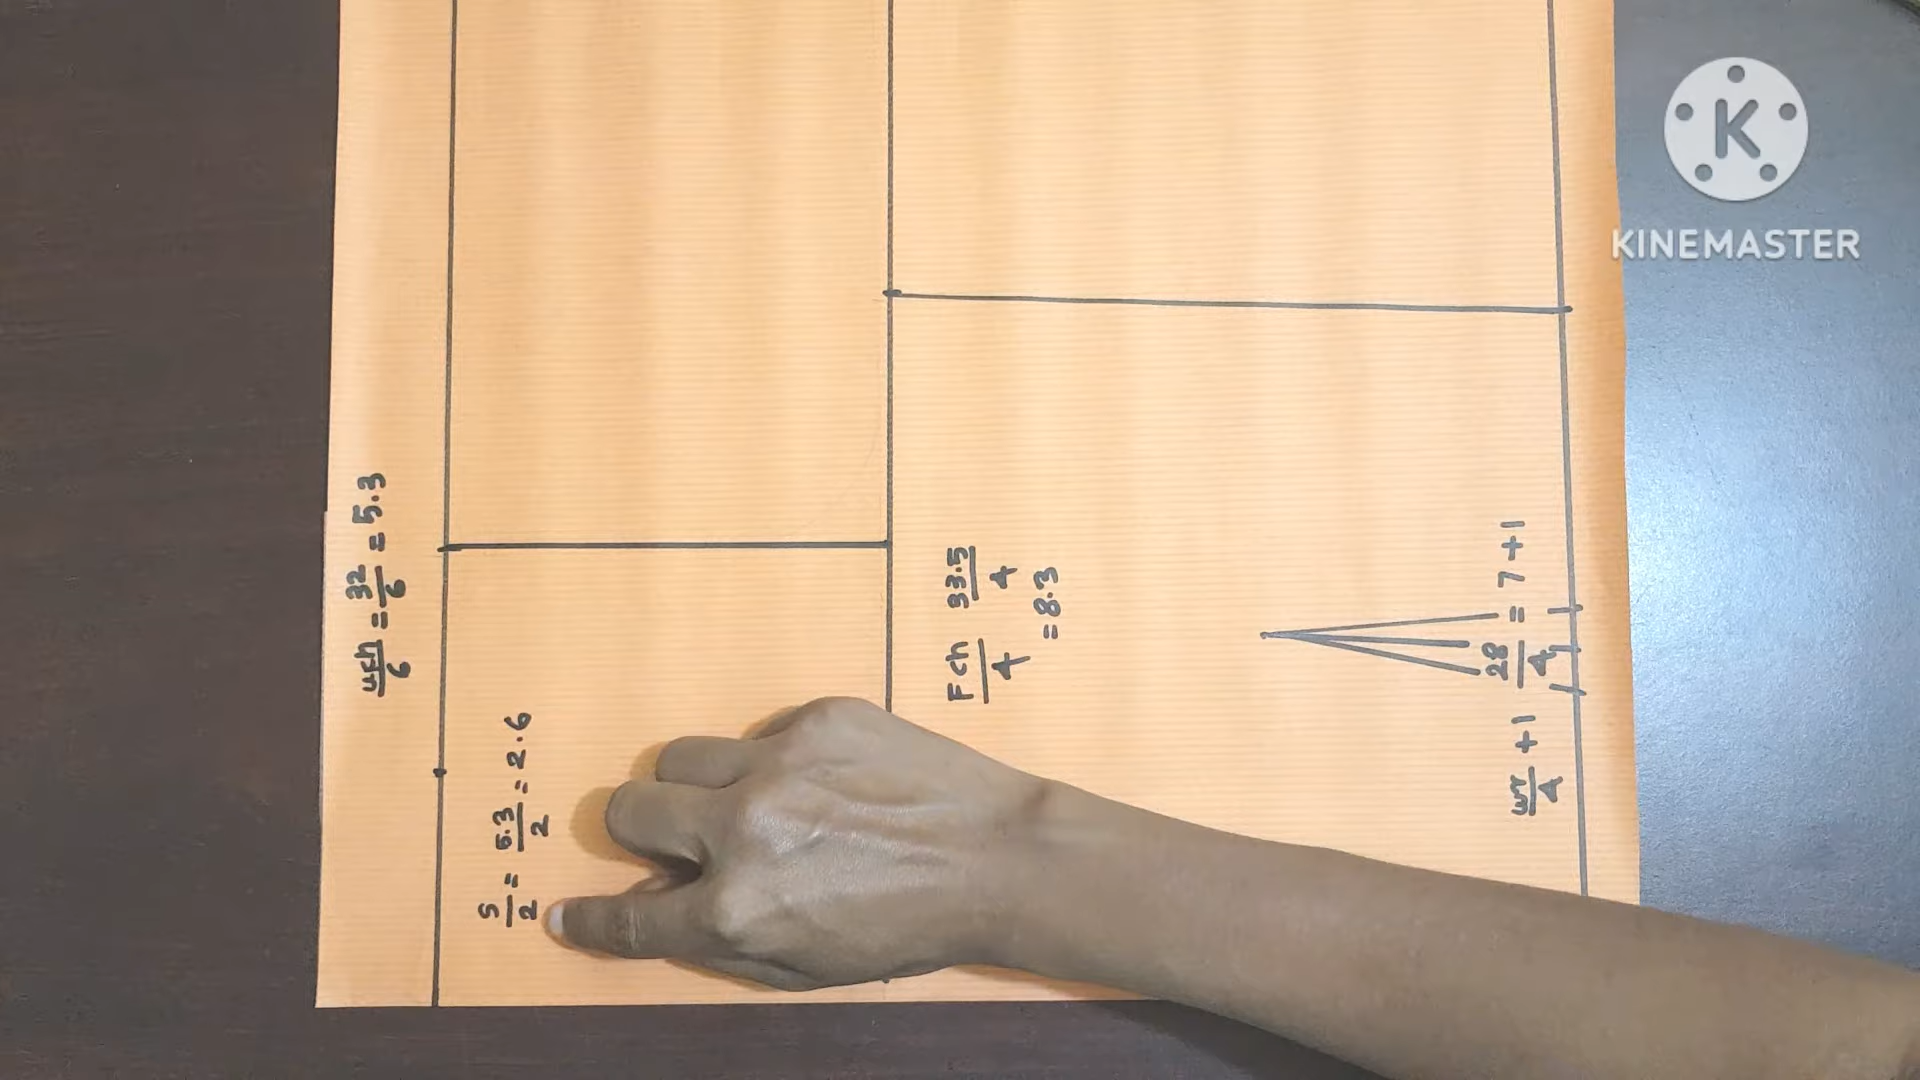 uch/6 = 32/6 = 5.3
S/2 = 5.3/2 = 2.6
Fch/4 33.5/4
= 8.3
28/4 = 7 + 1
wr/4 + 1
K
KINEMASTER